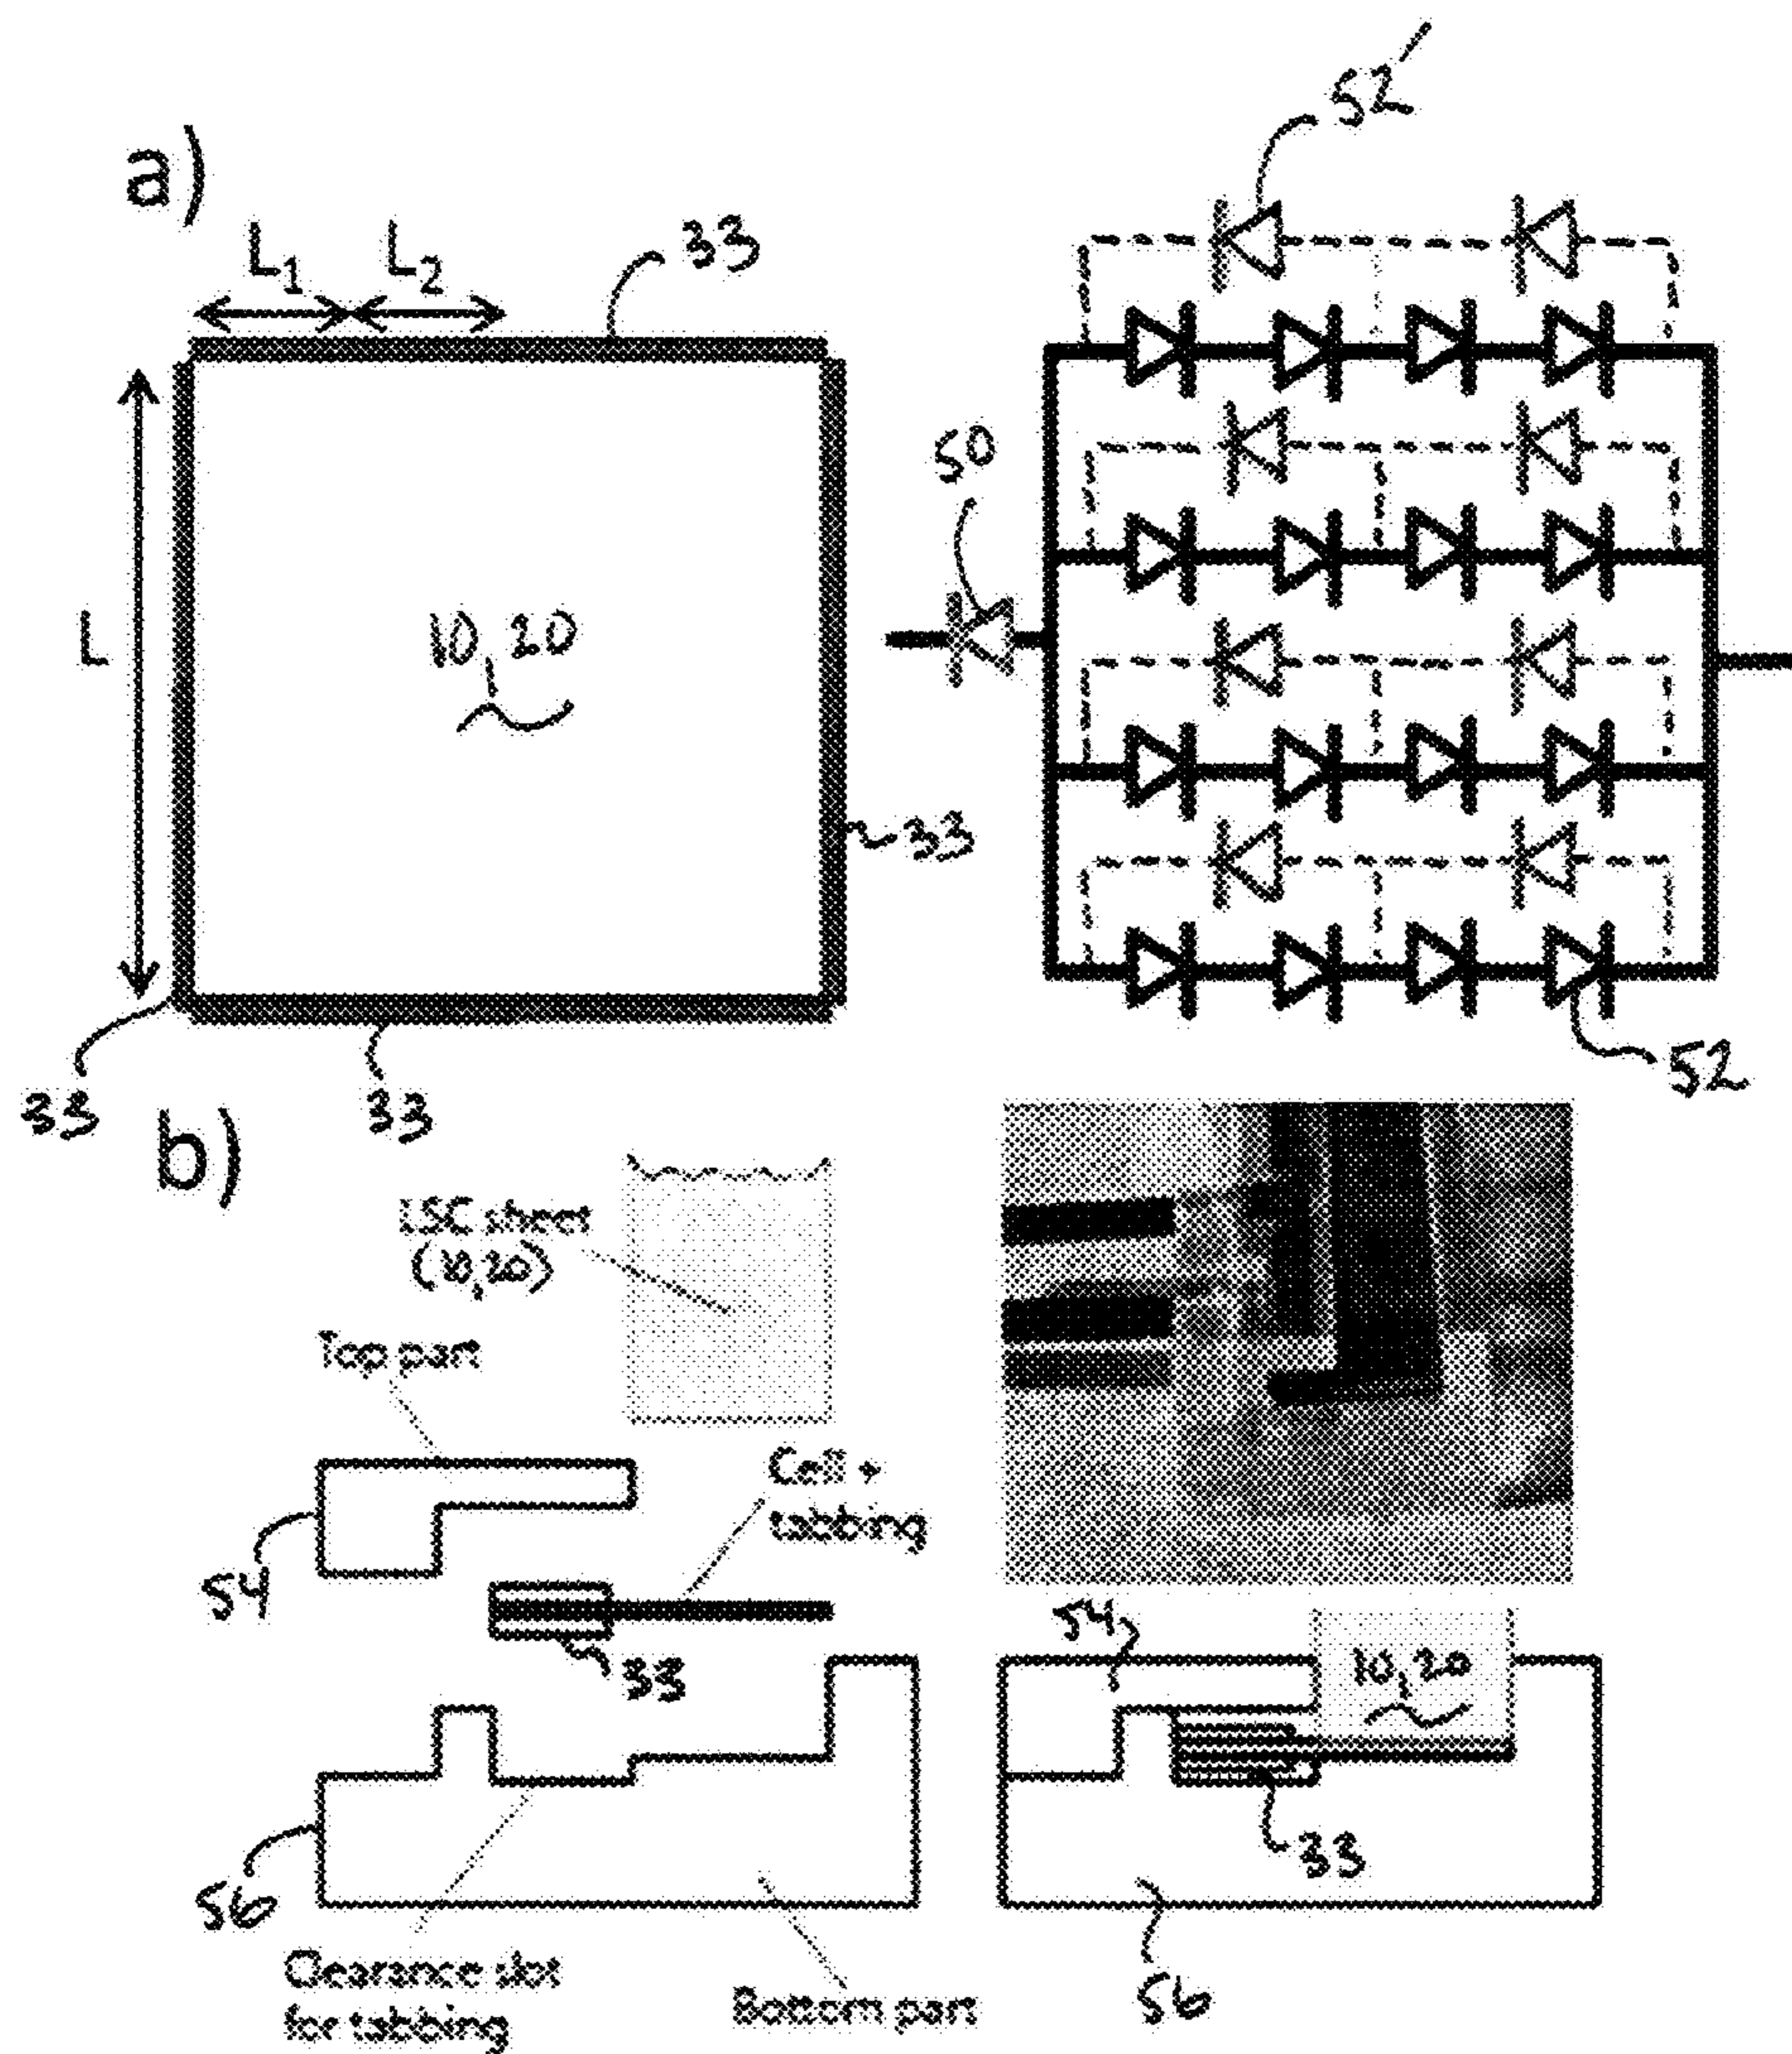 52
a)
L1 L2 33
50
L
10, 20
33
33
33
52
b)
LSC sheet
(10,20)
Top part
Cell +
tabbing
54
33
54
10, 20
33
56
Clearance slot
for tabbing
Bottom part
56